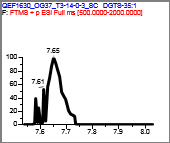 QEF1630_OG37_T3-14-0-3_SC DGT8-35:1
F: FTMS + p ESI Full ms [500.0000-2000.0000]
7.65
100
80
7.61
60
40
20
0
7.6 7.7 7.8 7.9 8.0